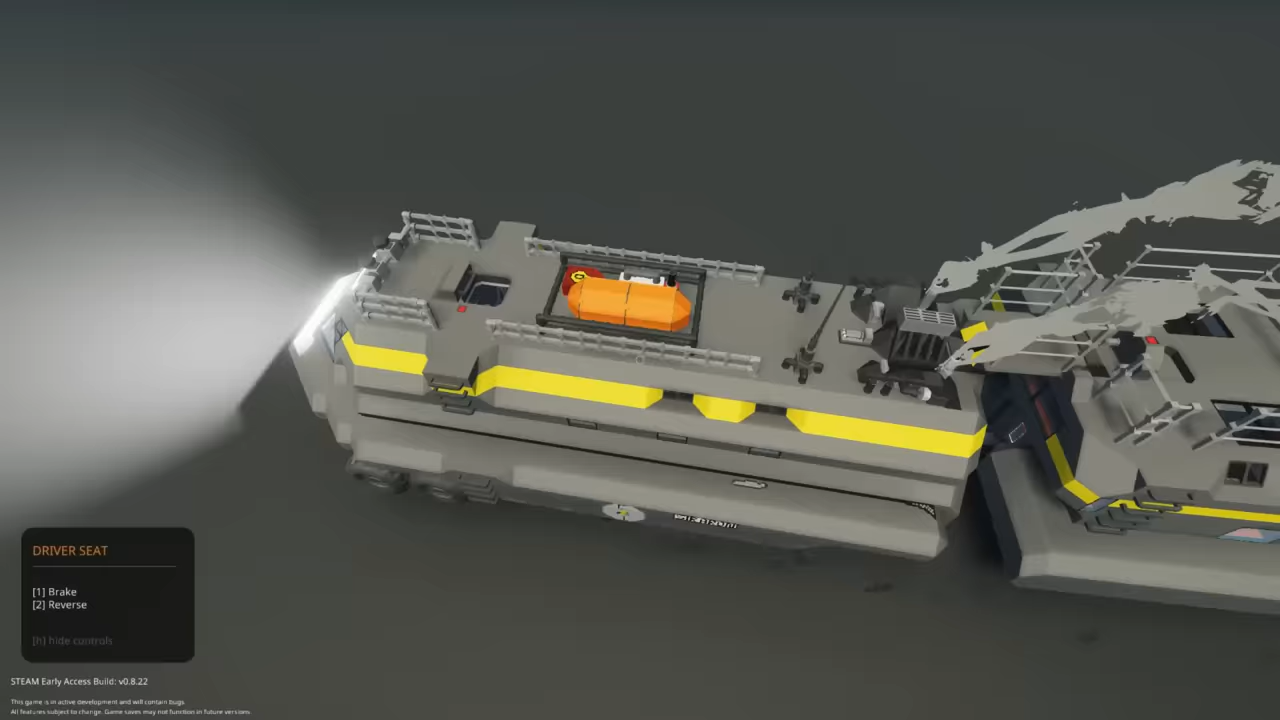 DRIVER SEAT
[1] Brake
[2] Reverse
[h] hide controls
STEAM Early Access Build: v0.8.22
This game is in active development and will contain bugs.
All features subject to change. Game saves may not function in future versions.